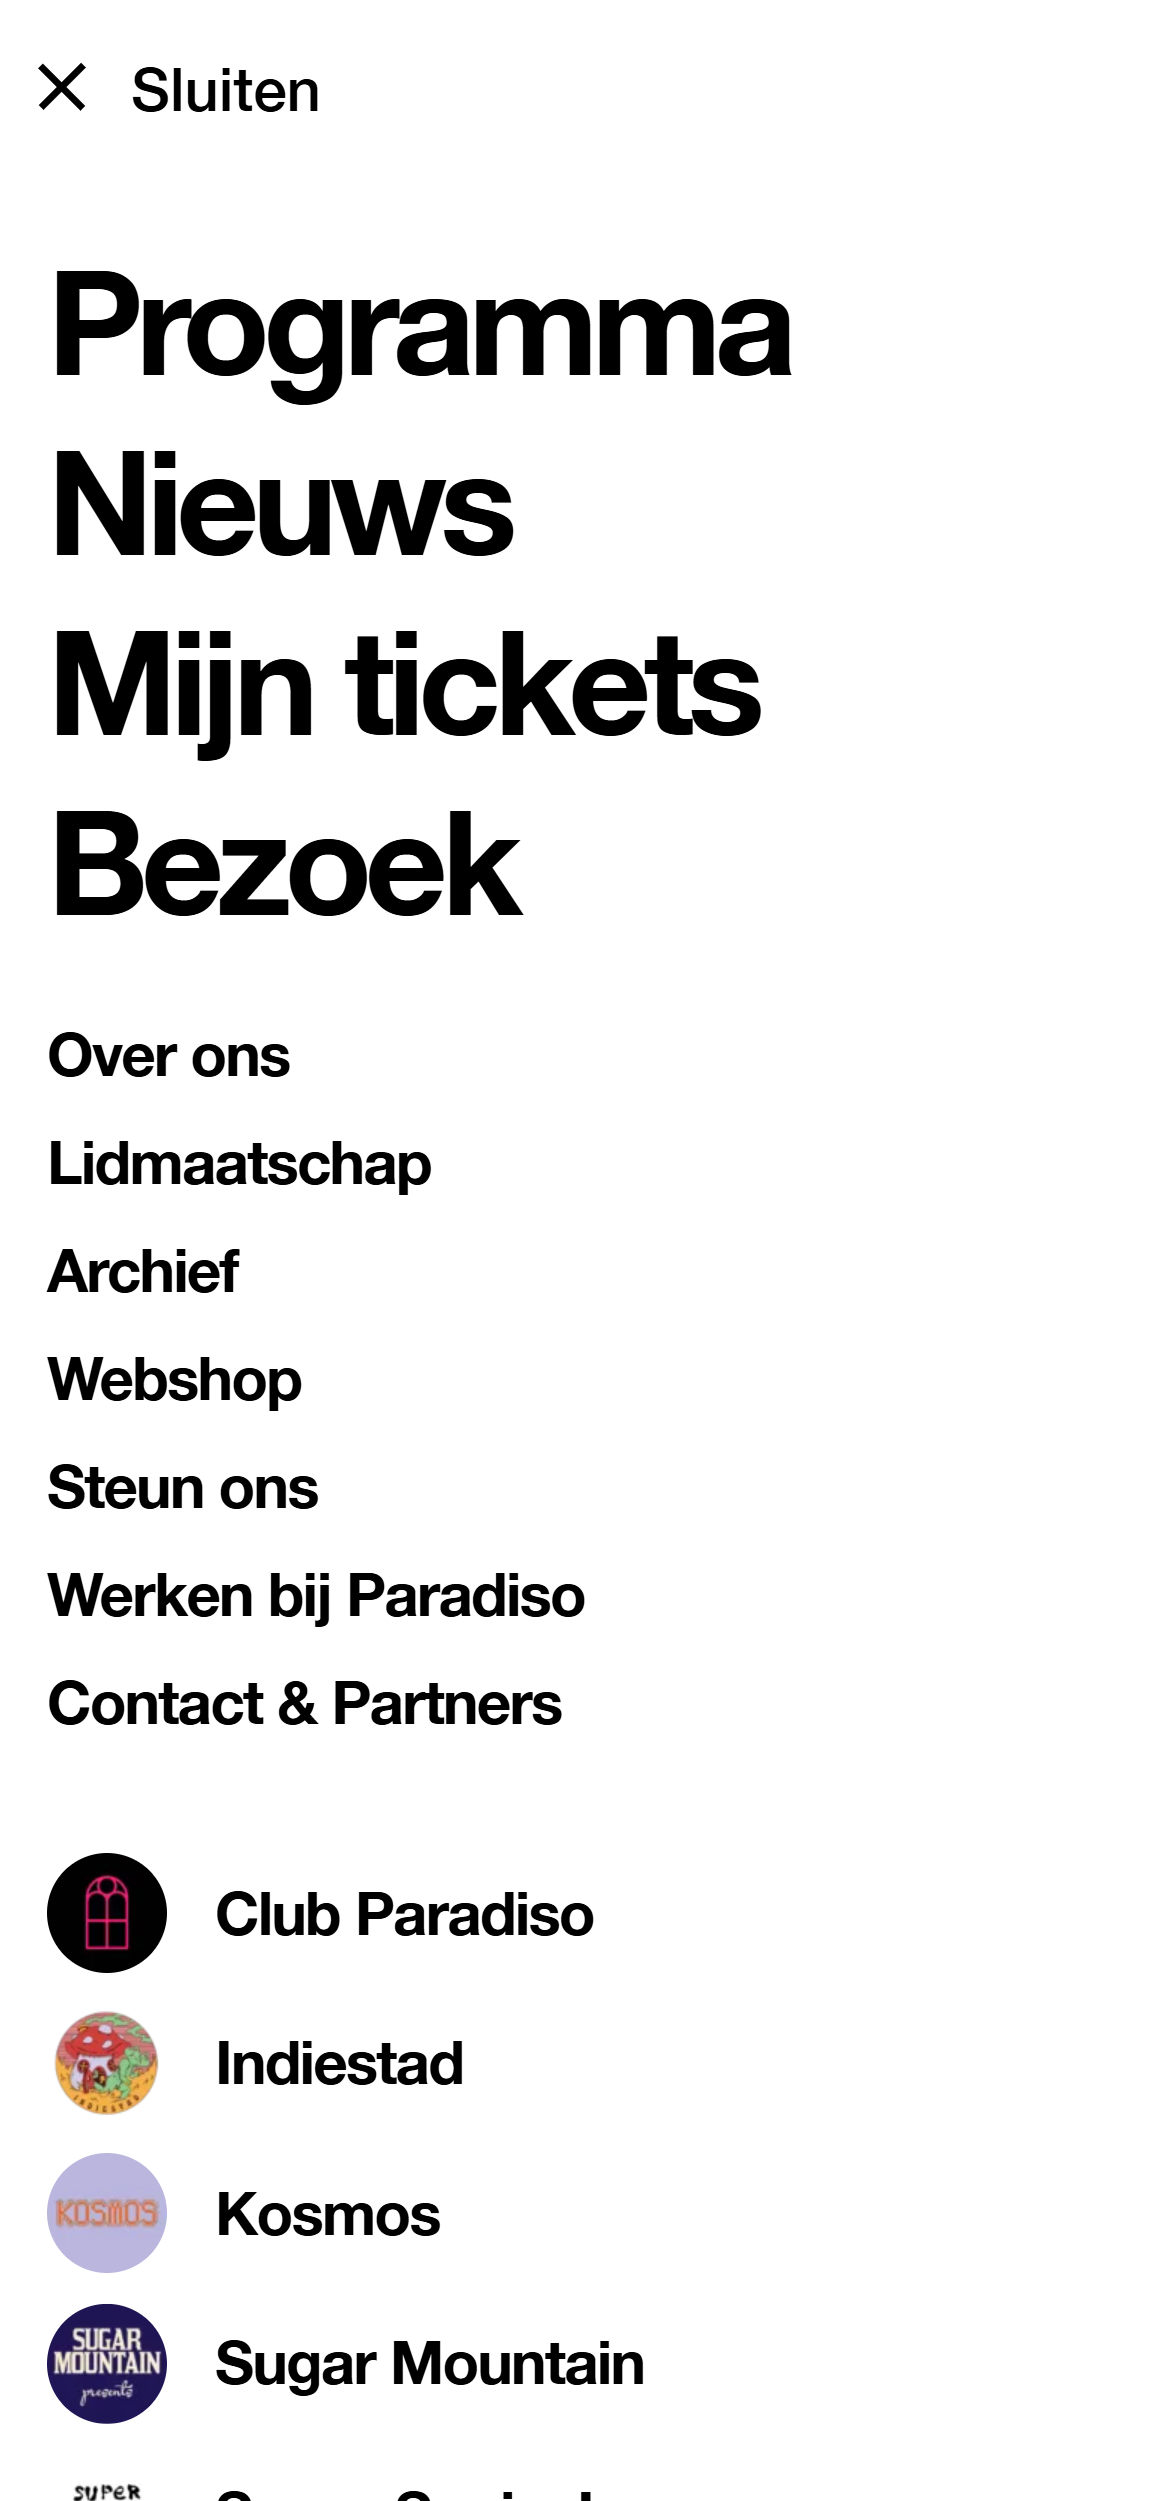 Sluiten
Programma
Nieuws
Mijn tickets
Bezoek
Over ons
Lidmaatschap
Archief
Webshop
Steun ons
Werken bij Paradiso
Contact & Partners
Club Paradiso
INDIESTAD
Indiestad
KOSMOS
Kosmos
SUGAR
MOUNTAIN
presents
Sugar Mountain
SUPER